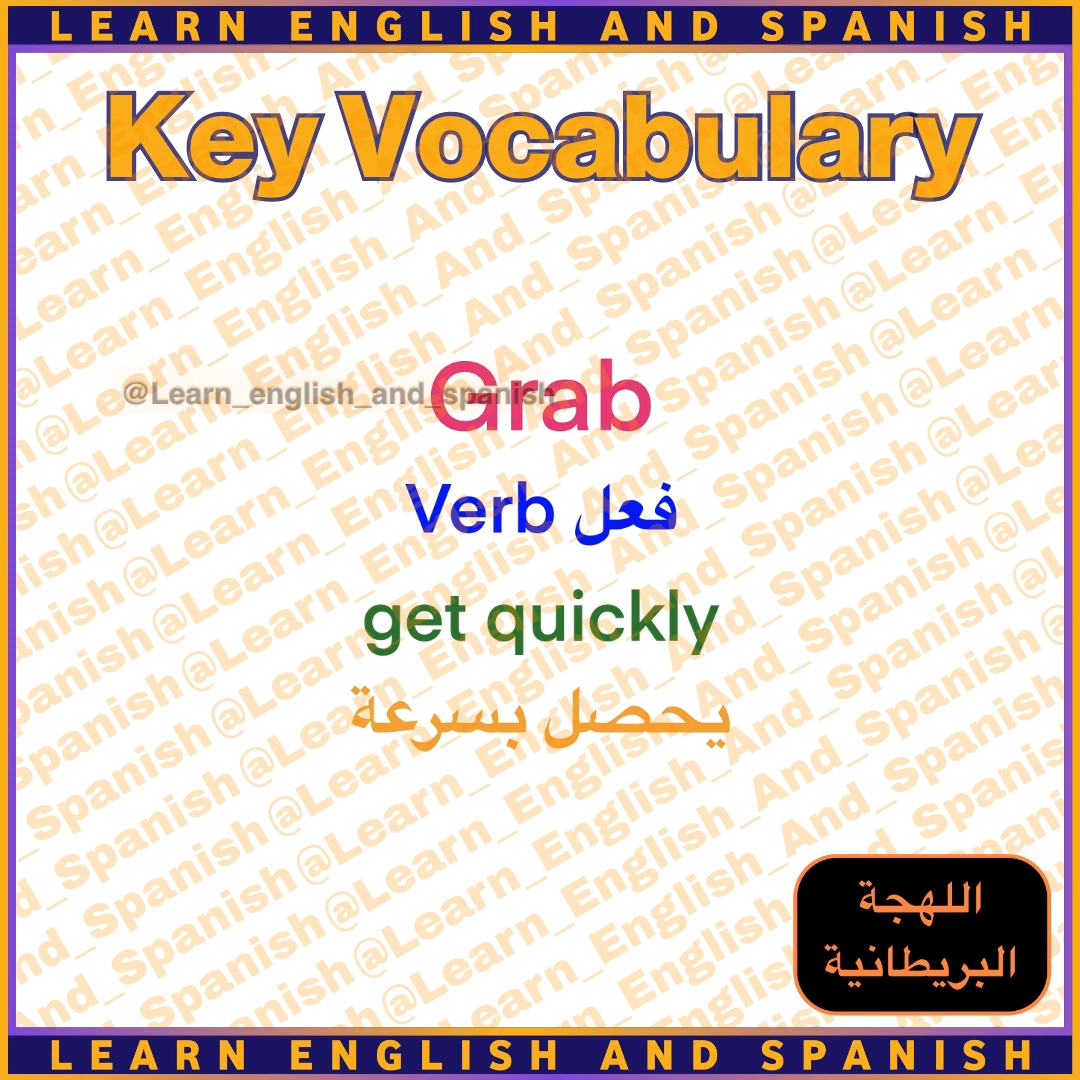 LEARN ENGLISH AND SPANISH
Key Vocabulary
@Learn_english_and_spanish
Grab
Verb فعل
get quickly
يحصل بسرعة
اللهجة
البريطانية
LEARN ENGLISH AND SPANISH
@Learn_English_And_Spanish